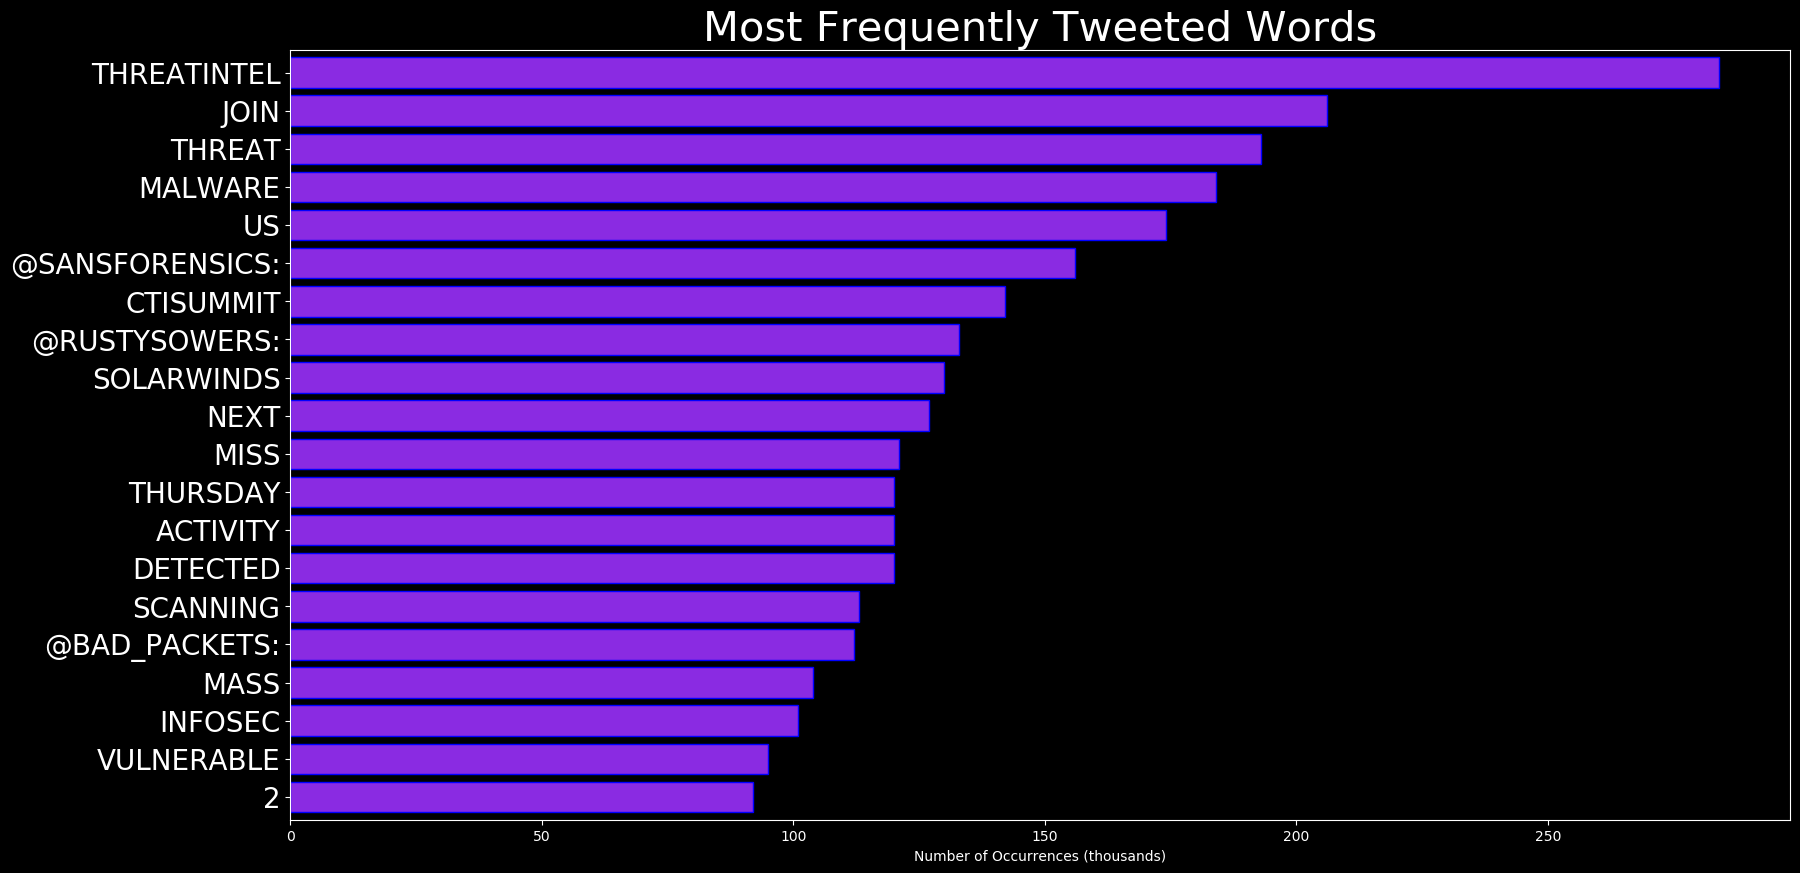 Most Frequently Tweeted Words
THREATINTEL
JOIN
THREAT
MALWARE
US
@SANSFORENSICS:
CTISUMMIT
@RUSTYSOWERS:
SOLARWINDS
NEXT
MISS
THURSDAY
ACTIVITY
DETECTED
SCANNING
@BAD_PACKETS:
MASS
INFOSEC
VULNERABLE
2
0 50 100 150 200 250
Number of Occurrences (thousands)